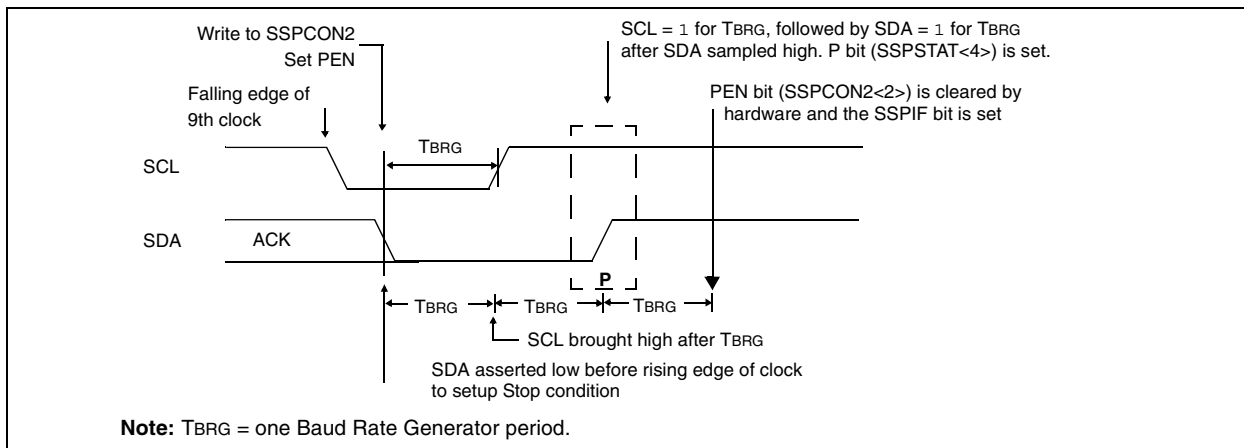 Write to SSPCON2
Set PEN
SCL = 1 for TBRG, followed by SDA = 1 for TBRG
after SDA sampled high. P bit (SSPSTAT<4>) is set.
Falling edge of
9th clock
PEN bit (SSPCON2<2>) is cleared by
hardware and the SSPIF bit is set
TBRG
SCL
SDA
ACK
P
TBRG
TBRG
TBRG
SCL brought high after TBRG
SDA asserted low before rising edge of clock
to setup Stop condition
Note: TBRG = one Baud Rate Generator period.